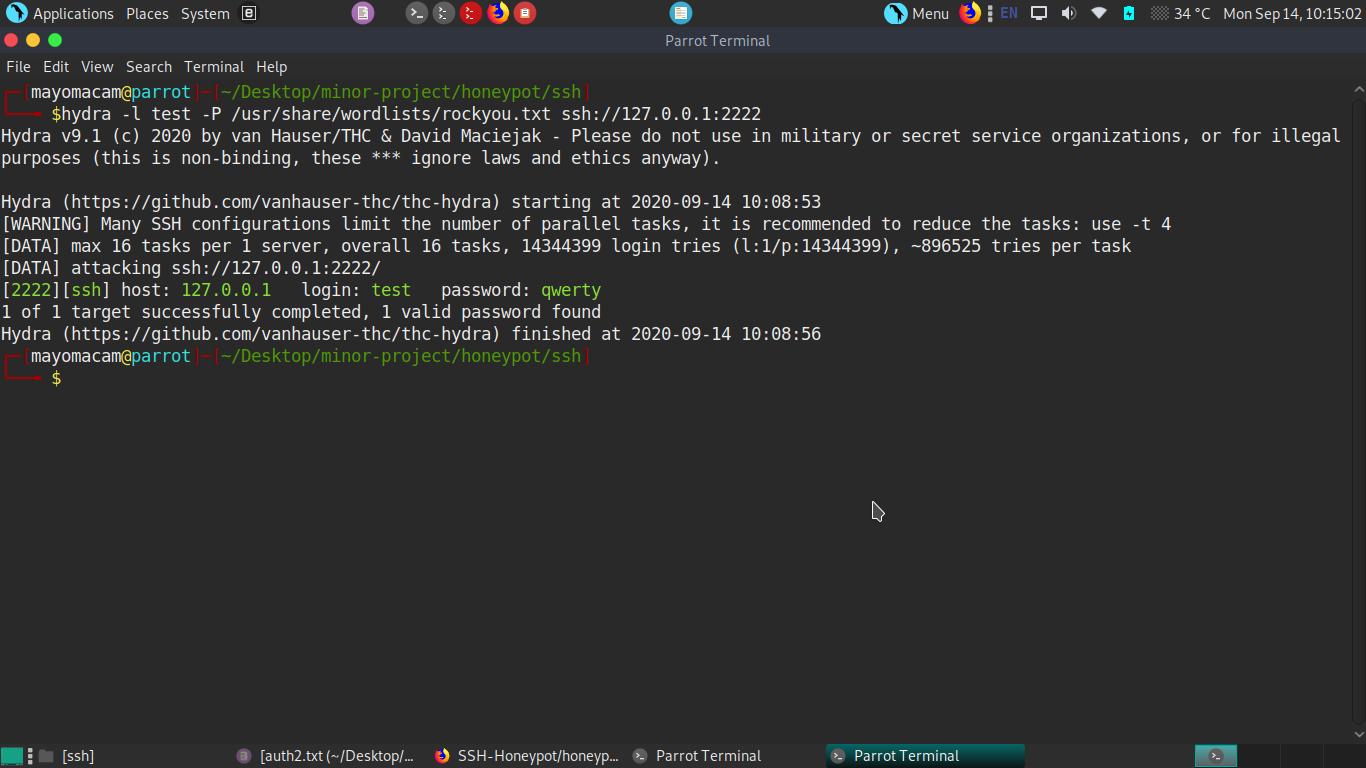 Applications Places System Menu EN 34 °C Mon Sep 14, 10:15:02
Parrot Terminal
File Edit View Search Terminal Help
[mayomacam@parrot]─[~/Desktop/minor-project/honeypot/ssh]
$hydra -l test -P /usr/share/wordlists/rockyou.txt ssh://127.0.0.1:2222
Hydra v9.1 (c) 2020 by van Hauser/THC & David Maciejak - Please do not use in military or secret service organizations, or for illegal
purposes (this is non-binding, these *** ignore laws and ethics anyway).
Hydra (https://github.com/vanhauser-thc/thc-hydra) starting at 2020-09-14 10:08:53
[WARNING] Many SSH configurations limit the number of parallel tasks, it is recommended to reduce the tasks: use -t 4
[DATA] max 16 tasks per 1 server, overall 16 tasks, 14344399 login tries (l:1/p:14344399), ~896525 tries per task
[DATA] attacking ssh://127.0.0.1:2222/
[2222][ssh] host: 127.0.0.1   login: test   password: qwerty
1 of 1 target successfully completed, 1 valid password found
Hydra (https://github.com/vanhauser-thc/thc-hydra) finished at 2020-09-14 10:08:56
[mayomacam@parrot]─[~/Desktop/minor-project/honeypot/ssh]
$
[ssh] [auth2.txt (~/Desktop/... SSH-Honeypot/honeyp... Parrot Terminal Parrot Terminal